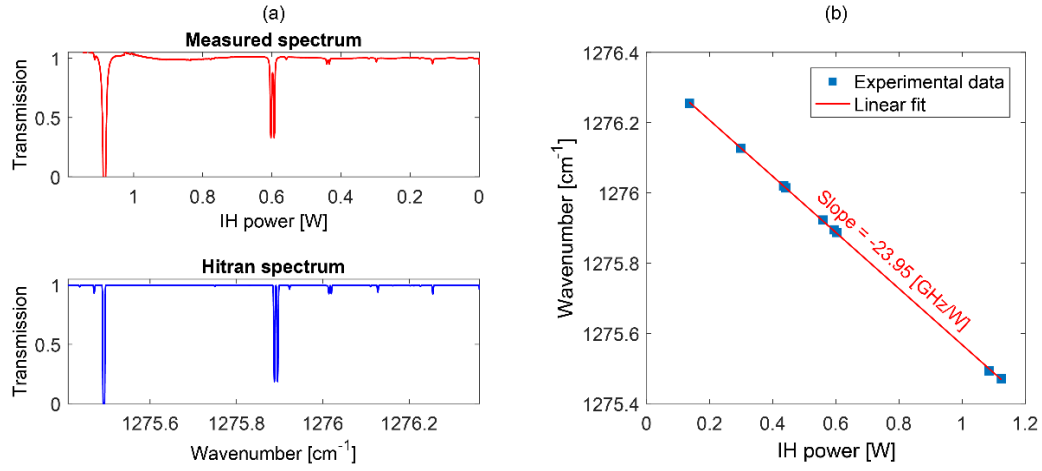 (a)
Measured spectrum
Transmission
1
0.5
0
1
0.8
0.6
0.4
0.2
0
IH power [W]
Hitran spectrum
Transmission
1
0.5
0
1275.6
1275.8
1276
1276.2
Wavenumber [cm-1]
(b)
Wavenumber [cm-1]
1276.4
1276.2
1276
1275.8
1275.6
1275.4
0
0.2
0.4
0.6
0.8
1
1.2
IH power [W]
Experimental data
Linear fit
Slope = -23.95 [GHz/W]